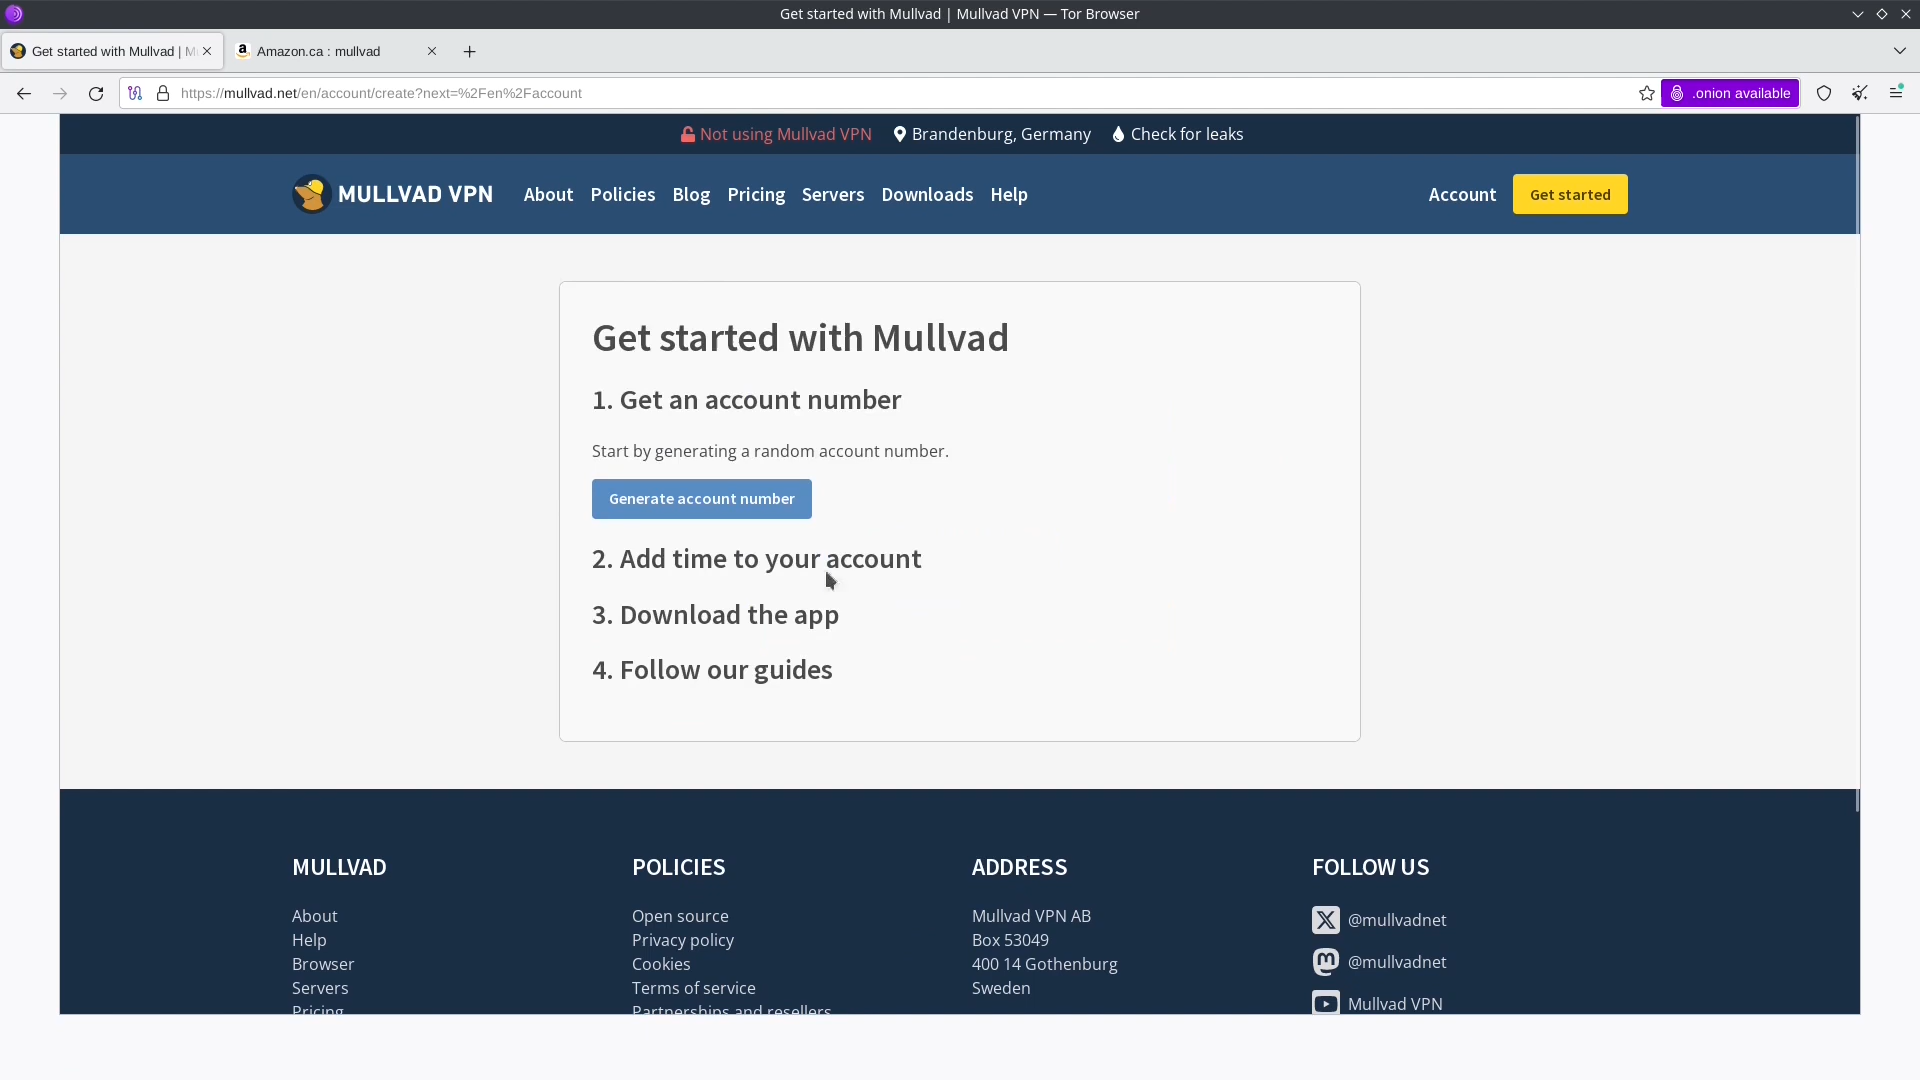 Get started with Mullvad | Mullvad VPN — Tor Browser
Get started with Mullvad | M
Amazon.ca : mullvad
https://mullvad.net/en/account/create?next=%2Fen%2Faccount
.onion available
Not using Mullvad VPN
Brandenburg, Germany
Check for leaks
MULLVAD VPN
About
Policies
Blog
Pricing
Servers
Downloads
Help
Account
Get started
Get started with Mullvad
1. Get an account number
Start by generating a random account number.
Generate account number
2. Add time to your account
3. Download the app
4. Follow our guides
MULLVAD
About
Help
Browser
Servers
Pricing
POLICIES
Open source
Privacy policy
Cookies
Terms of service
Partnerships and resellers
ADDRESS
Mullvad VPN AB
Box 53049
400 14 Gothenburg
Sweden
FOLLOW US
@mullvadnet
@mullvadnet
Mullvad VPN